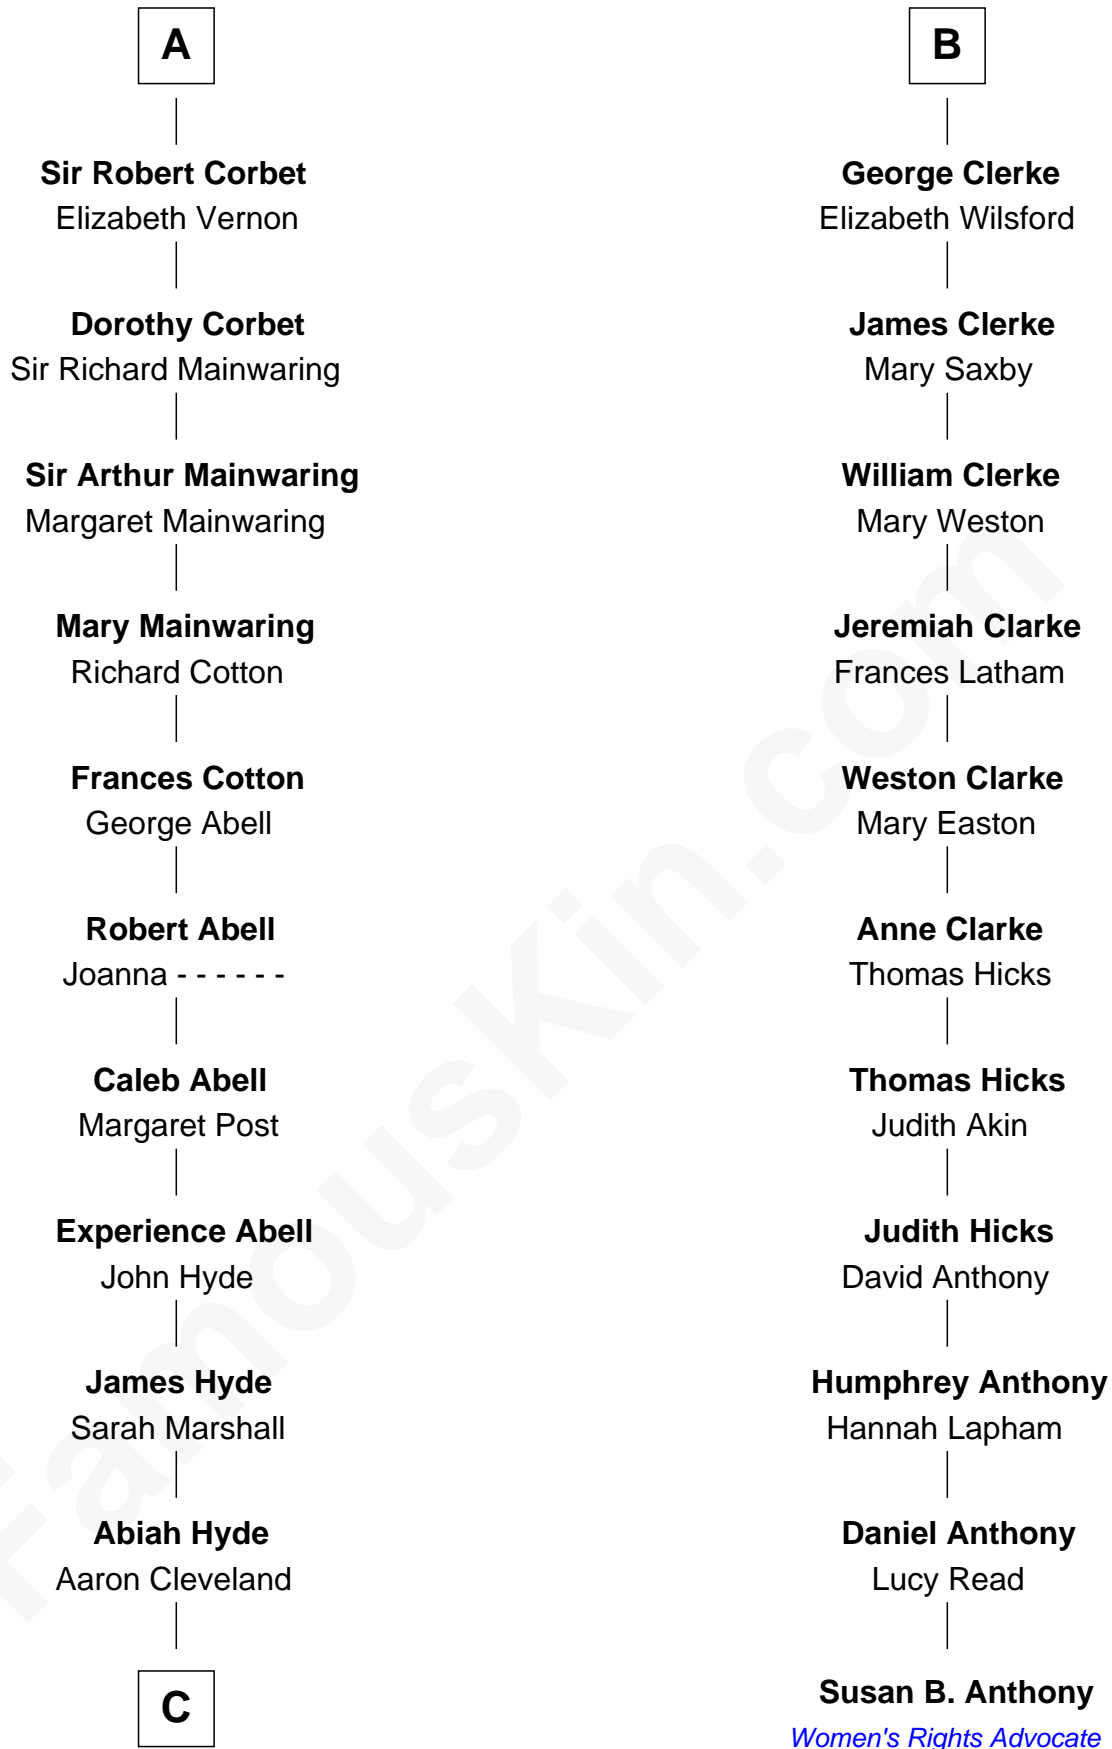 A
Sir Robert Corbet
Elizabeth Vernon
Dorothy Corbet
Sir Richard Mainwaring
Sir Arthur Mainwaring
Margaret Mainwaring
Mary Mainwaring
Richard Cotton
Frances Cotton
George Abell
Robert Abell
Joanna - - - - - -
Caleb Abell
Margaret Post
Experience Abell
John Hyde
James Hyde
Sarah Marshall
Abiah Hyde
Aaron Cleveland
C
B
George Clerke
Elizabeth Wilsford
James Clerke
Mary Saxby
William Clerke
Mary Weston
Jeremiah Clarke
Frances Latham
Weston Clarke
Mary Easton
Anne Clarke
Thomas Hicks
Thomas Hicks
Judith Akin
Judith Hicks
David Anthony
Humphrey Anthony
Hannah Lapham
Daniel Anthony
Lucy Read
Susan B. Anthony
Women's Rights Advocate
FamousKin.com